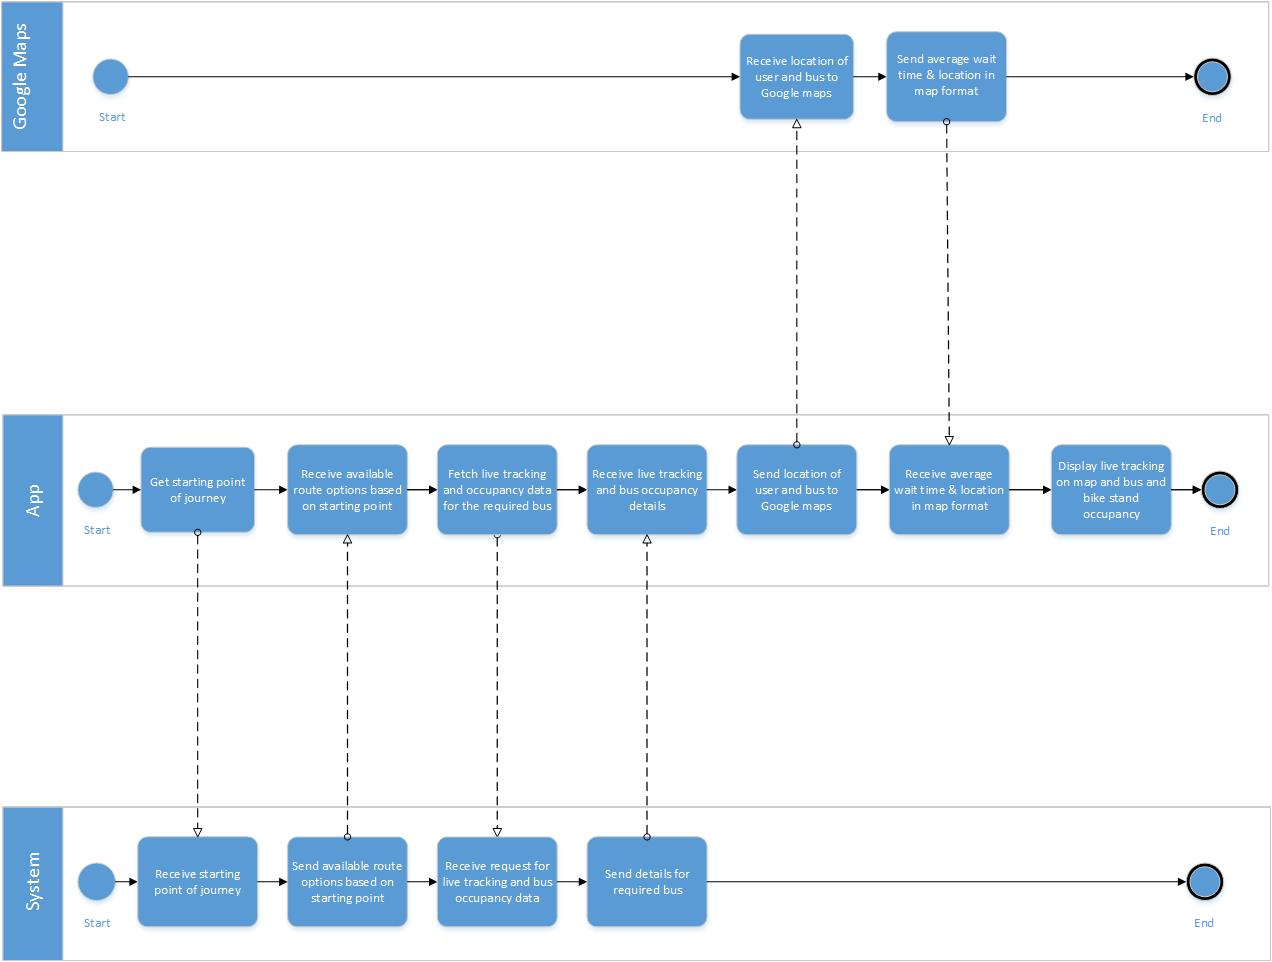 Google Maps
Start
Receive location of
user and bus to
Google maps
Send average wait
time & location in
map format
End
App
Start
Get starting point
of journey
Receive available
route options based
on starting point
Fetch live tracking
and occupancy data
for the required bus
Receive live tracking
and bus occupancy
details
Send location of
user and bus to
Google maps
Receive average
wait time & location
in map format
Display live tracking
on map and bus and
bike stand
occupancy
End
System
Start
Receive starting
point of journey
Send available route
options based on
starting point
Receive request for
live tracking and bus
occupancy data
Send details for
required bus
End